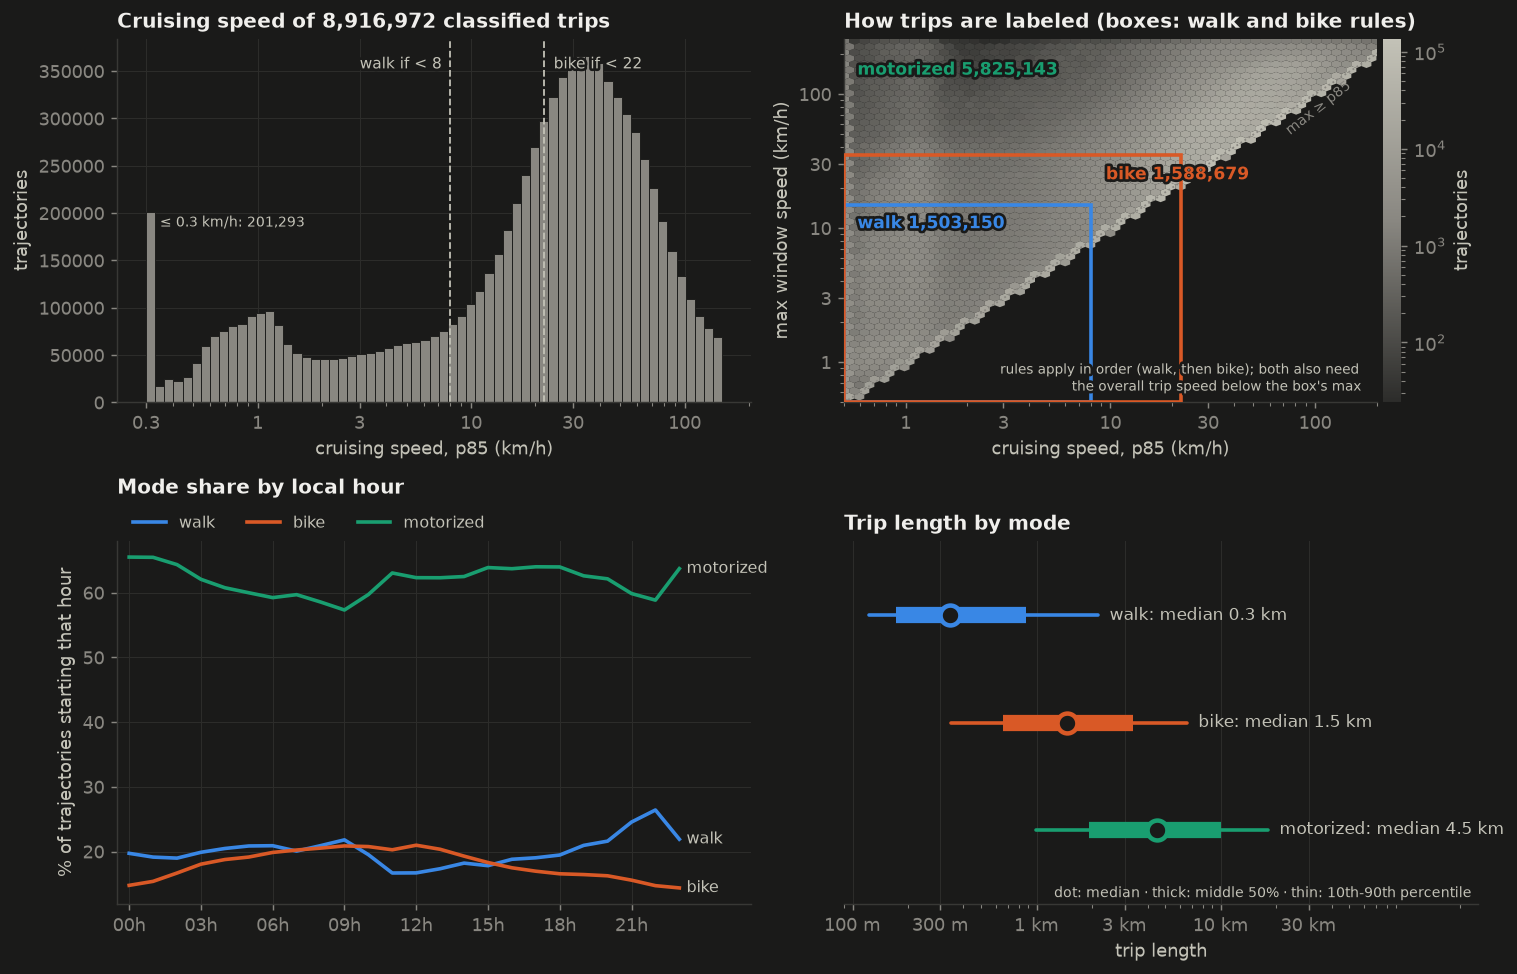 Cruising speed of 8,916,972 classified trips
350000
300000
250000
200000
150000
100000
50000
0
trajectories
walk if < 8
bike if < 22
≤ 0.3 km/h: 201,293
0.3
1
3
10
30
100
cruising speed, p85 (km/h)
How trips are labeled (boxes: walk and bike rules)
100
30
10
3
1
max window speed (km/h)
motorized 5,825,143
max ≥ p85
bike 1,588,679
walk 1,503,150
rules apply in order (walk, then bike); both also need
the overall trip speed below the box's max
1
3
10
30
100
cruising speed, p85 (km/h)
10⁵
10⁴
10³
10²
trajectories
Mode share by local hour
walk
bike
motorized
60
50
40
30
20
% of trajectories starting that hour
motorized
walk
bike
00h
03h
06h
09h
12h
15h
18h
21h
Trip length by mode
walk: median 0.3 km
bike: median 1.5 km
motorized: median 4.5 km
dot: median · thick: middle 50% · thin: 10th-90th percentile
100 m
300 m
1 km
3 km
10 km
30 km
trip length